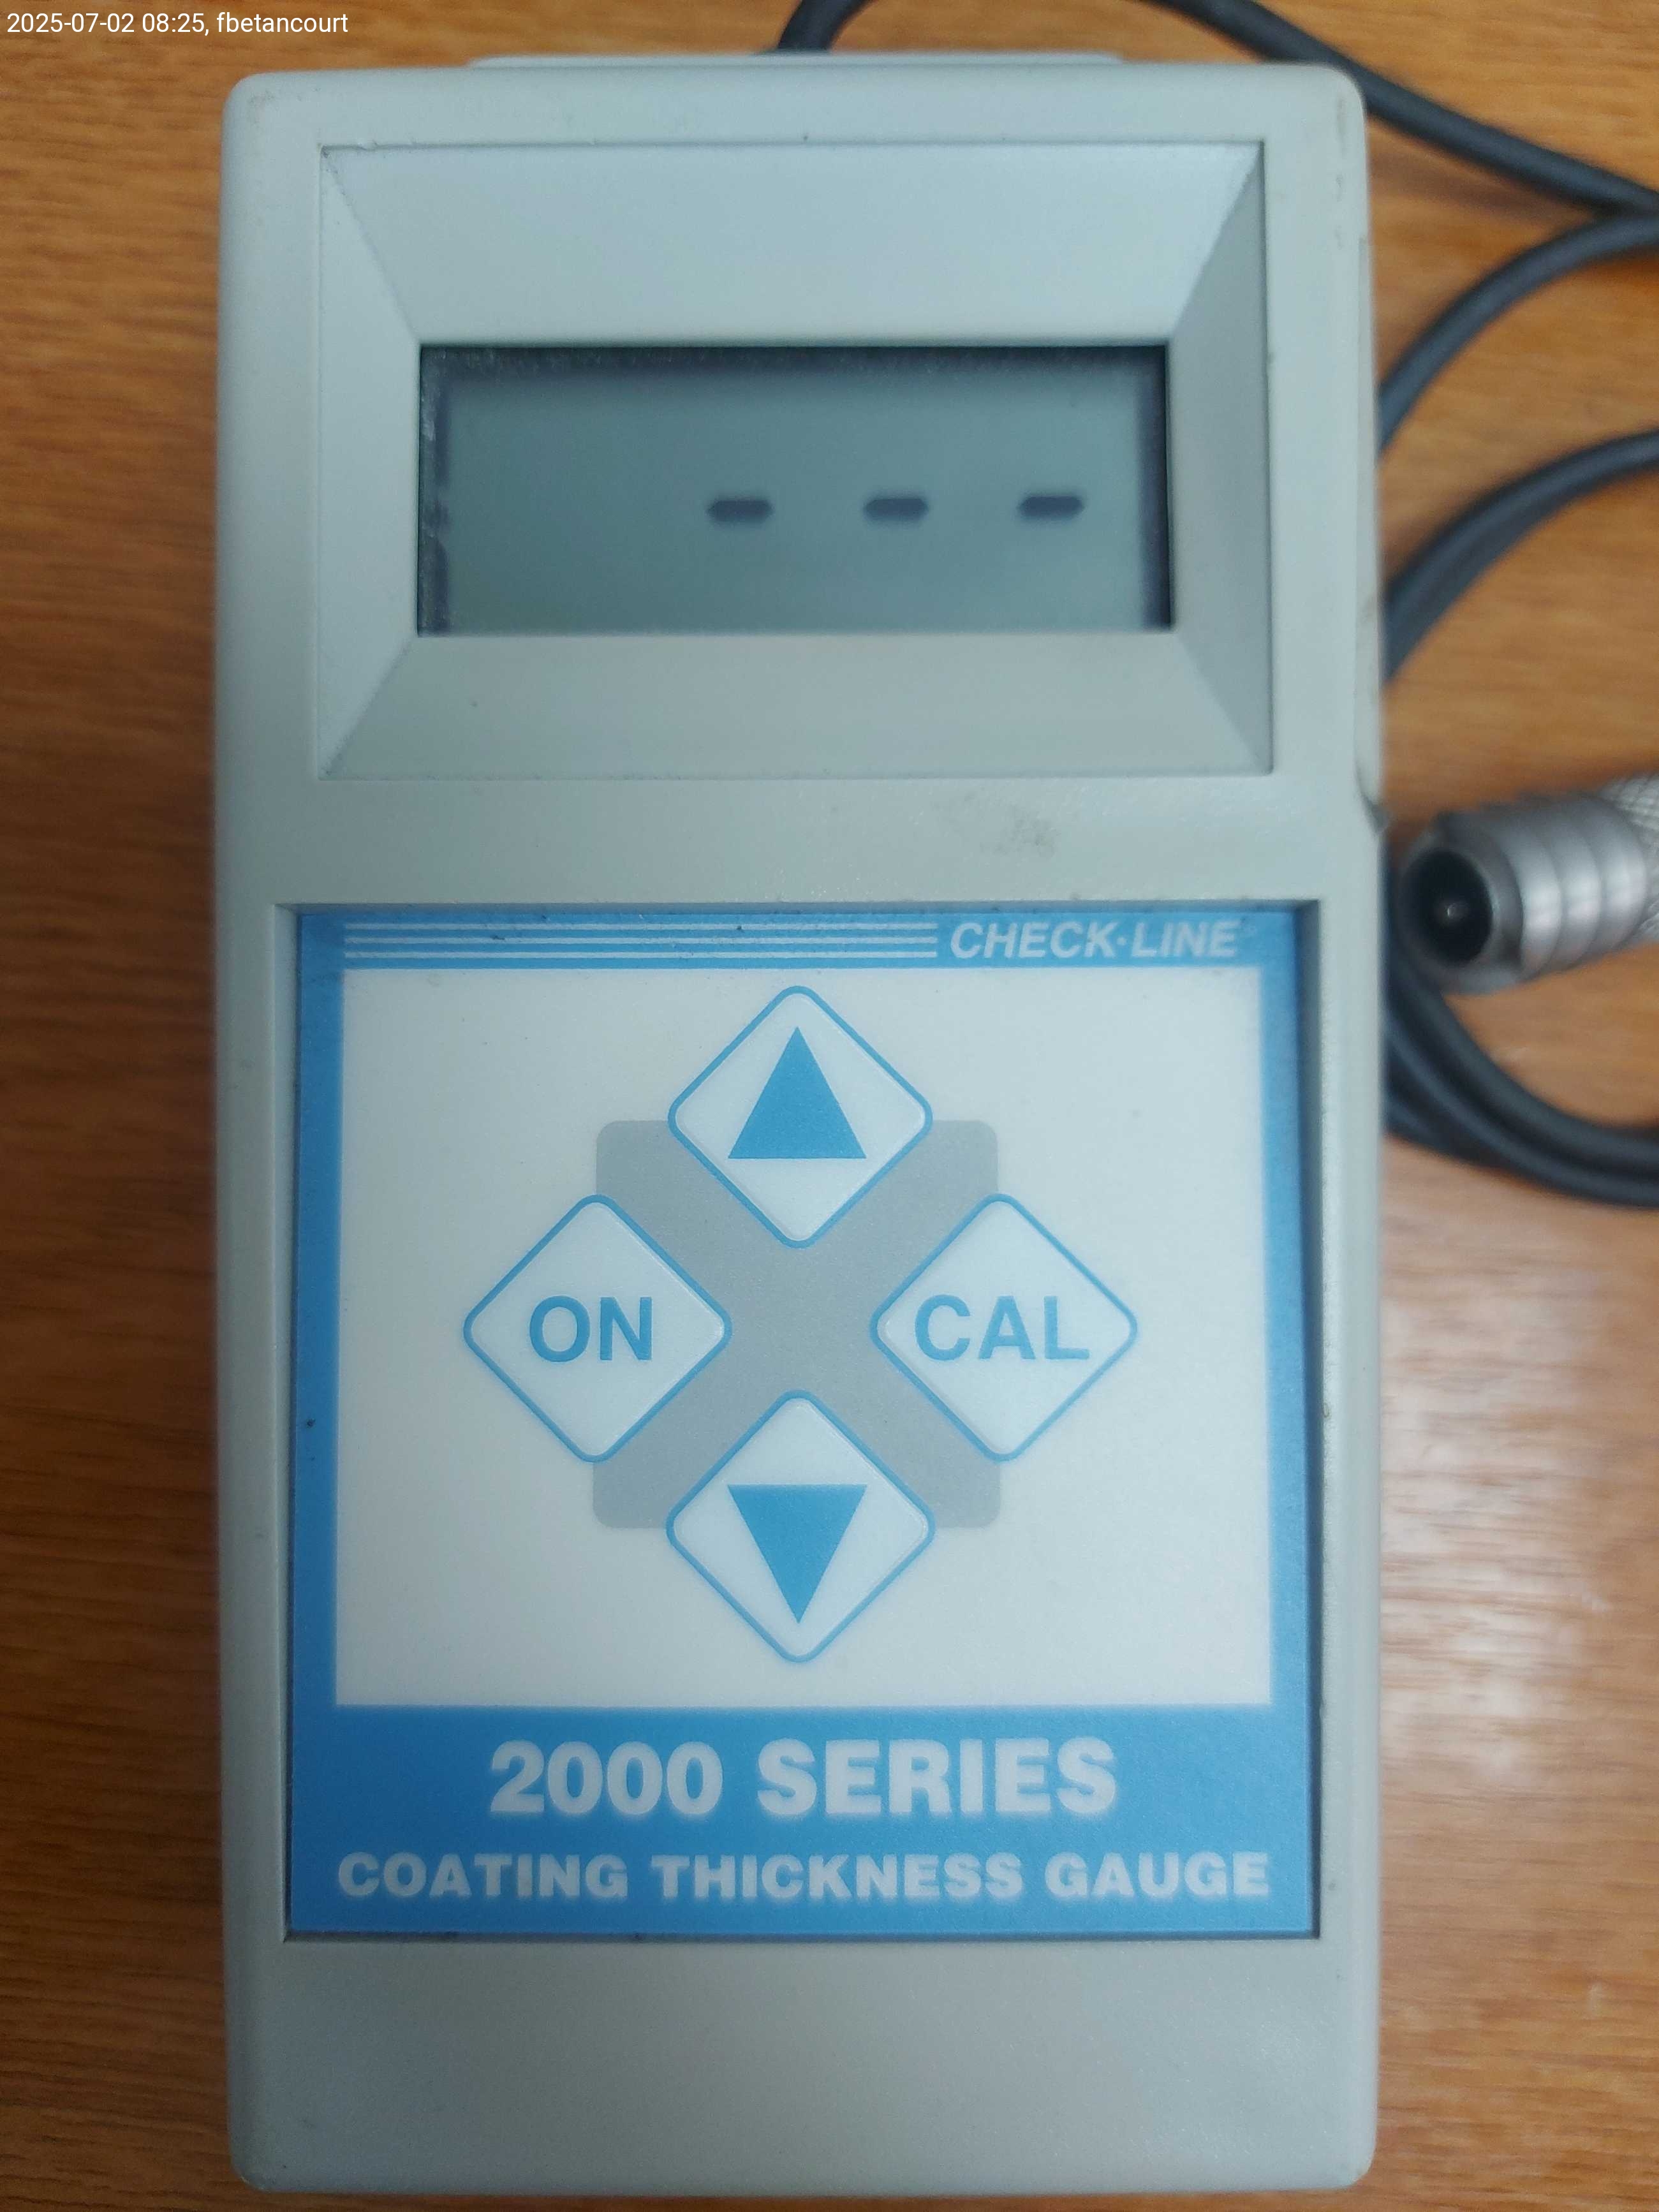 2025-07-02 08:25, fbetancourt
- - -
CHECK·LINE
ON
CAL
2000 SERIES
COATING THICKNESS GAUGE